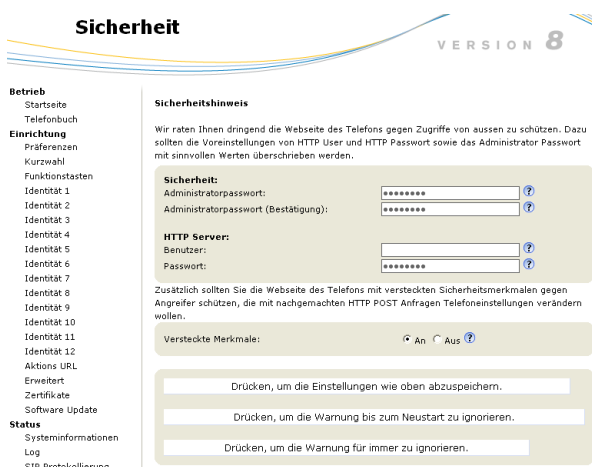 Sicherheit
VERSION 8
Betrieb
Startseite
Telefonbuch
Einrichtung
Präferenzen
Kurzwahl
Funktionstasten
Identität 1
Identität 2
Identität 3
Identität 4
Identität 5
Identität 6
Identität 7
Identität 8
Identität 9
Identität 10
Identität 11
Identität 12
Aktions URL
Erweitert
Zertifikate
Software Update
Status
Systeminformationen
Log
SIP Protokollierung
Sicherheitshinweis
Wir raten Ihnen dringend die Webseite des Telefons gegen Zugriffe von aussen zu schützen. Dazu
sollten die Voreinstellungen von HTTP User und HTTP Passwort sowie das Administrator Passwort
mit sinnvollen Werten überschrieben werden.
Sicherheit:
Administratorpasswort: ●●●●●●●● ?
Administratorpasswort (Bestätigung): ●●●●●●●● ?
HTTP Server:
Benutzer: ?
Passwort: ●●●●●●●● ?
Zusätzlich sollten Sie die Webseite des Telefons mit versteckten Sicherheitsmerkmalen gegen
Angreifer schützen, die mit nachgemachten HTTP POST Anfragen Telefoneinstellungen verändern
wollen.
Versteckte Merkmale: An Aus ?
Drücken, um die Einstellungen wie oben abzuspeichern.
Drücken, um die Warnung bis zum Neustart zu ignorieren.
Drücken, um die Warnung für immer zu ignorieren.